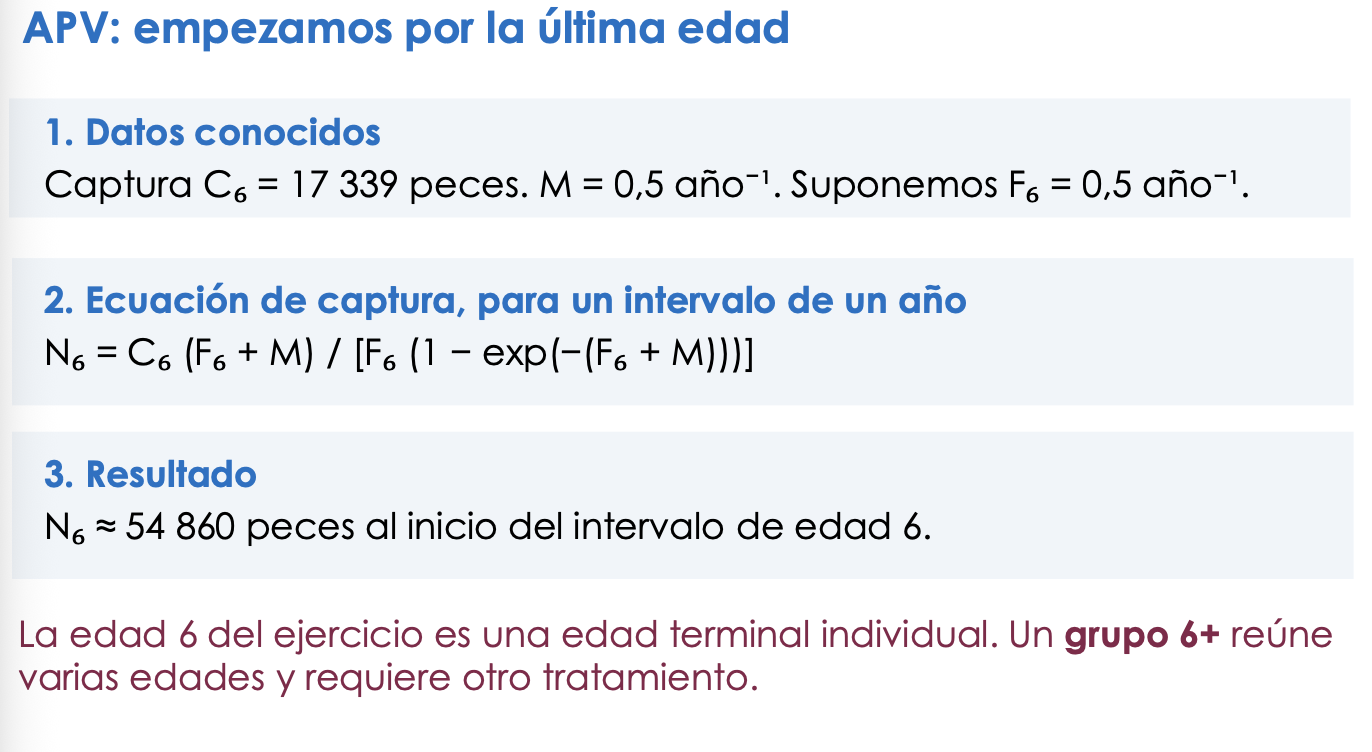 APV: empezamos por la última edad
1. Datos conocidos
Captura C₆ = 17 339 peces. M = 0,5 año⁻¹. Suponemos F₆ = 0,5 año⁻¹.
2. Ecuación de captura, para un intervalo de un año
N₆ = C₆ (F₆ + M) / [F₆ (1 − exp(−(F₆ + M)))]
3. Resultado
N₆ ≈ 54 860 peces al inicio del intervalo de edad 6.
La edad 6 del ejercicio es una edad terminal individual. Un grupo 6+ reúne
varias edades y requiere otro tratamiento.